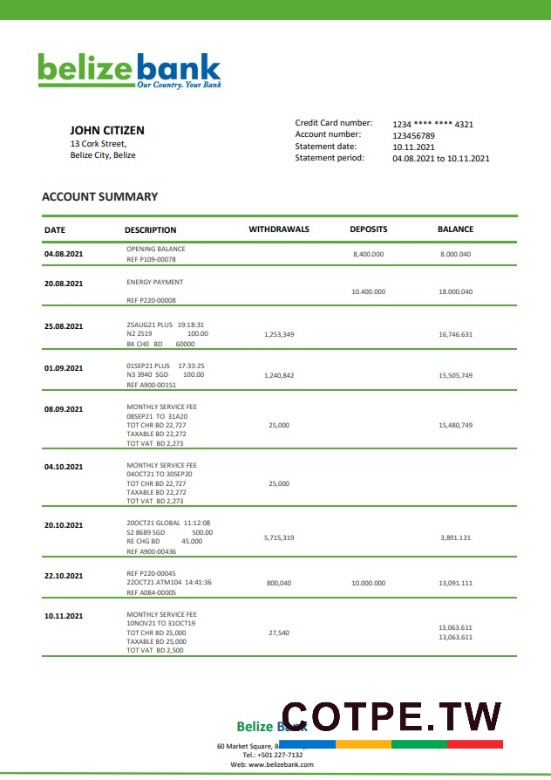 belizebank
Our Country. Your Bank
JOHN CITIZEN
13 Cork Street,
Belize City, Belize
Credit Card number: 1234 **** **** 4321
Account number: 123456789
Statement date: 10.11.2021
Statement period: 04.08.2021 to 10.11.2021
ACCOUNT SUMMARY
DATE DESCRIPTION WITHDRAWALS DEPOSITS BALANCE
04.08.2021 OPENING BALANCE 8,400.000 8.000.040
REF P109-00078
20.08.2021 ENERGY PAYMENT
10.400.000 18.000.040
REF P220-00008
25.08.2021 25AUG21 PLUS 19:18:31
N2 2519 100.00 1,253,349 16,746.631
BK CH0 BD 60000
01.09.2021 01SEP21 PLUS 17:33:25
N3 3940 SGD 100.00 1,240,842 15,505,749
REF A900-00151
08.09.2021 MONTHLY SERVICE FEE
08SEP21 TO 31A20
TOT CHR BD 22,727 25,000 15,480,749
TAXABLE BD 22,272
TOT VAT BD 2,273
04.10.2021 MONTHLY SERVICE FEE
04OCT21 TO 30SEP20
TOT CHR BD 22,727 25,000
TAXABLE BD 22,272
TOT VAT BD 2,273
20.10.2021 20OCT21 GLOBAL 11:12:08
S2 8689 SGD 500.00
RE CHG BD 45.000 5,715,319 3,891.131
REF A900-00436
22.10.2021 REF P220-00045
22OCT21 ATM104 14:41:36 800,040 10.000.000 13,091.111
REF A084-00005
10.11.2021 MONTHLY SERVICE FEE
10NOV21 TO 31OCT19 13,063.611
TOT CHR BD 25,000 27,540 13,063.611
TAXABLE BD 25,000
TOT VAT BD 2,500
COTPE.TW
Belize Bank
60 Market Square,
Tel.: +501 227-7132
Web: www.belizebank.com